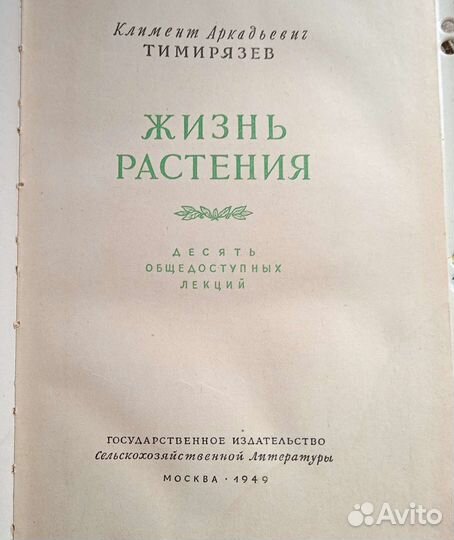 Климент Аркадьевич
ТИМИРЯЗЕВ
ЖИЗНЬ
РАСТЕНИЯ
ДЕСЯТЬ
ОБЩЕДОСТУПНЫХ
ЛЕКЦИЙ
ГОСУДАРСТВЕННОЕ ИЗДАТЕЛЬСТВО
Сельскохозяйственной Литературы
МОСКВА · 1949
Avito